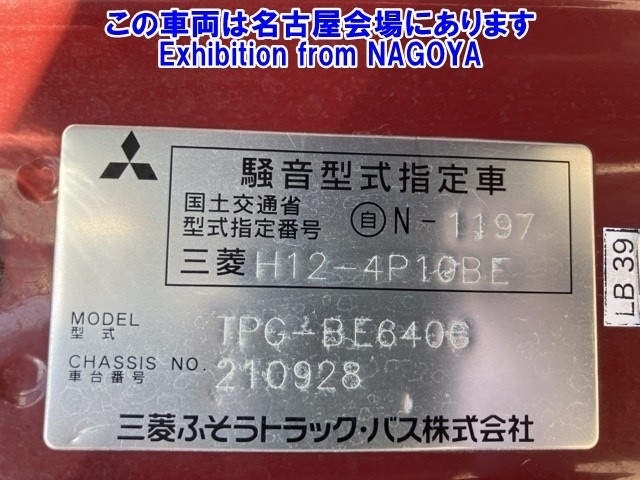 この車両は名古屋会場にあります
Exhibition from NAGOYA
騒音型式指定車
国土交通省
型式指定番号
自 N-1197
三菱 H12-4P10BE
MODEL
型式
TPG-BE640G
CHASSIS NO.
車台番号
210928
三菱ふそうトラック・バス株式会社
LB 39